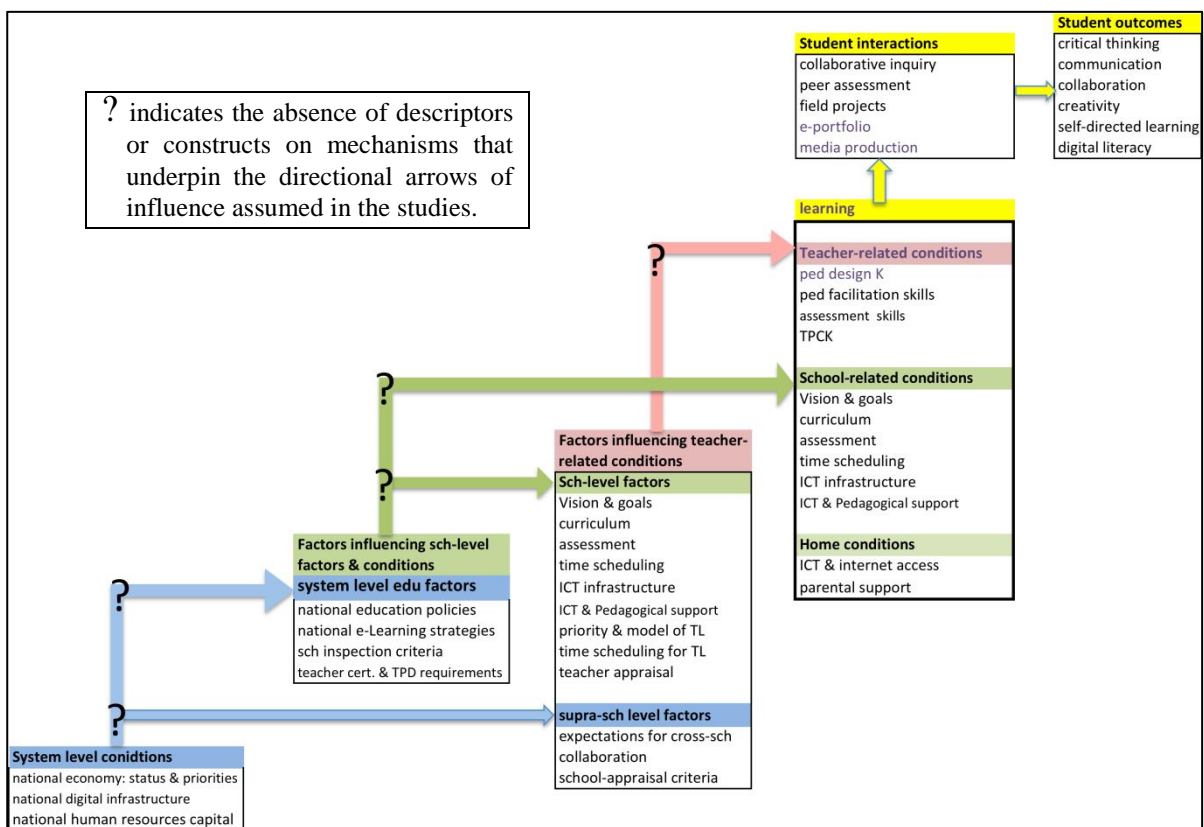 Student outcomes
critical thinking
communication
collaboration
creativity
self-directed learning
digital literacy
Student interactions
collaborative inquiry
peer assessment
field projects
e-portfolio
media production
? indicates the absence of descriptors
or constructs on mechanisms that
underpin the directional arrows of
influence assumed in the studies.
learning
Teacher-related conditions
ped design K
ped facilitation skills
assessment skills
TPCK
School-related conditions
Vision & goals
curriculum
assessment
time scheduling
ICT infrastructure
ICT & Pedagogical support
Home conditions
ICT & internet access
parental support
?
?
?
Factors influencing teacher-
related conditions
Sch-level factors
Vision & goals
curriculum
assessment
time scheduling
ICT infrastructure
ICT & Pedagogical support
priority & model of TL
time scheduling for TL
teacher appraisal
supra-sch level factors
expectations for cross-sch
collaboration
school-appraisal criteria
Factors influencing sch-level
factors & conditions
system level edu factors
national education policies
national e-Learning strategies
sch inspection criteria
teacher cert. & TPD requirements
?
?
System level conidtions
national economy: status & priorities
national digital infrastructure
national human resources capital